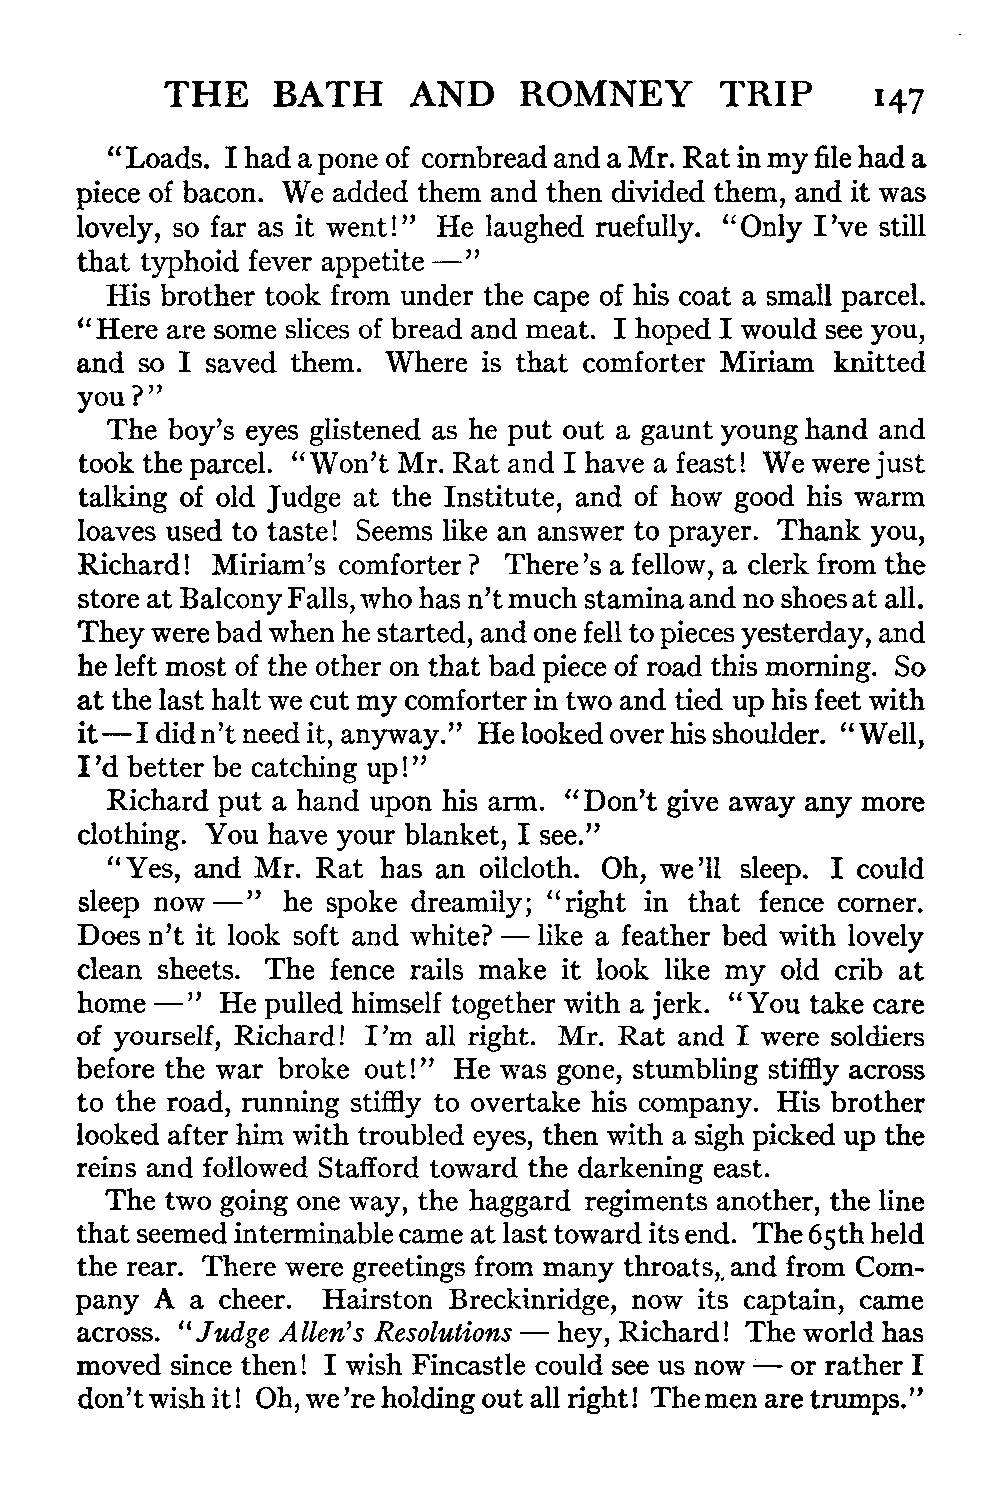 THE BATH AND ROMNEY TRIP 147
“Loads. I had a pone of cornbread and a Mr. Rat in my file had a
piece of bacon. We added them and then divided them, and it was
lovely, so far as it went!” He laughed ruefully. “Only I’ve still
that typhoid fever appetite —”
His brother took from under the cape of his coat a small parcel.
“Here are some slices of bread and meat. I hoped I would see you,
and so I saved them. Where is that comforter Miriam knitted
you?”
The boy’s eyes glistened as he put out a gaunt young hand and
took the parcel. “Won’t Mr. Rat and I have a feast! We were just
talking of old Judge at the Institute, and of how good his warm
loaves used to taste! Seems like an answer to prayer. Thank you,
Richard! Miriam’s comforter? There’s a fellow, a clerk from the
store at Balcony Falls, who has n’t much stamina and no shoes at all.
They were bad when he started, and one fell to pieces yesterday, and
he left most of the other on that bad piece of road this morning. So
at the last halt we cut my comforter in two and tied up his feet with
it — I did n’t need it, anyway.” He looked over his shoulder. “Well,
I’d better be catching up!”
Richard put a hand upon his arm. “Don’t give away any more
clothing. You have your blanket, I see.”
“Yes, and Mr. Rat has an oilcloth. Oh, we’ll sleep. I could
sleep now —” he spoke dreamily; “right in that fence corner.
Does n’t it look soft and white? — like a feather bed with lovely
clean sheets. The fence rails make it look like my old crib at
home —” He pulled himself together with a jerk. “You take care
of yourself, Richard! I’m all right. Mr. Rat and I were soldiers
before the war broke out!” He was gone, stumbling stiffly across
to the road, running stiffly to overtake his company. His brother
looked after him with troubled eyes, then with a sigh picked up the
reins and followed Stafford toward the darkening east.
The two going one way, the haggard regiments another, the line
that seemed interminable came at last toward its end. The 65th held
the rear. There were greetings from many throats, and from Com-
pany A a cheer. Hairston Breckinridge, now its captain, came
across. “Judge Allen’s Resolutions — hey, Richard! The world has
moved since then! I wish Fincastle could see us now — or rather I
don’t wish it! Oh, we’re holding out all right! The men are trumps.”